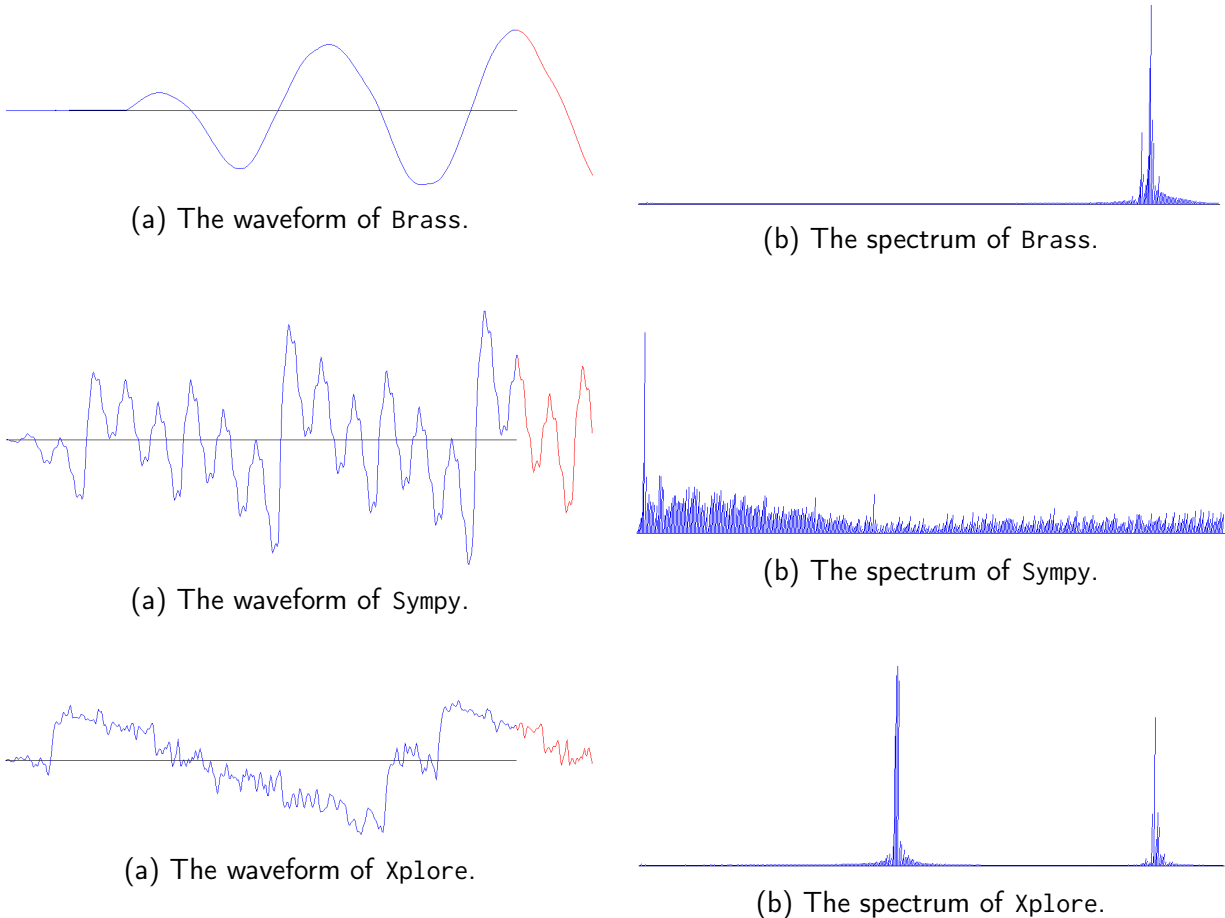 (a) The waveform of Brass.
(b) The spectrum of Brass.
(a) The waveform of Sympy.
(b) The spectrum of Sympy.
(a) The waveform of Xplore.
(b) The spectrum of Xplore.